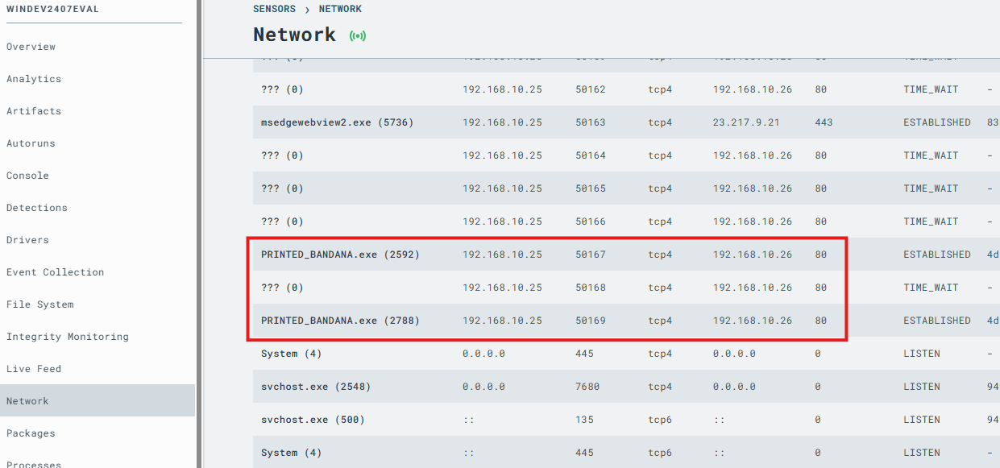 WINDEV2407EVAL
Overview
Analytics
Artifacts
Autoruns
Console
Detections
Drivers
Event Collection
File System
Integrity Monitoring
Live Feed
Network
Packages
Processes
SENSORS › NETWORK
Network
??? (0) 192.168.10.25 50162 tcp4 192.168.10.26 80 TIME_WAIT -
msedgewebview2.exe (5736) 192.168.10.25 50163 tcp4 23.217.9.21 443 ESTABLISHED 83
??? (0) 192.168.10.25 50164 tcp4 192.168.10.26 80 TIME_WAIT -
??? (0) 192.168.10.25 50165 tcp4 192.168.10.26 80 TIME_WAIT -
??? (0) 192.168.10.25 50166 tcp4 192.168.10.26 80 TIME_WAIT -
PRINTED_BANDANA.exe (2592) 192.168.10.25 50167 tcp4 192.168.10.26 80 ESTABLISHED 4d
??? (0) 192.168.10.25 50168 tcp4 192.168.10.26 80 TIME_WAIT -
PRINTED_BANDANA.exe (2788) 192.168.10.25 50169 tcp4 192.168.10.26 80 ESTABLISHED 4d
System (4) 0.0.0.0 445 tcp4 0.0.0.0 0 LISTEN -
svchost.exe (2548) 0.0.0.0 7680 tcp4 0.0.0.0 0 LISTEN 94
svchost.exe (500) :: 135 tcp6 :: 0 LISTEN 94
System (4) :: 445 tcp6 :: 0 LISTEN -